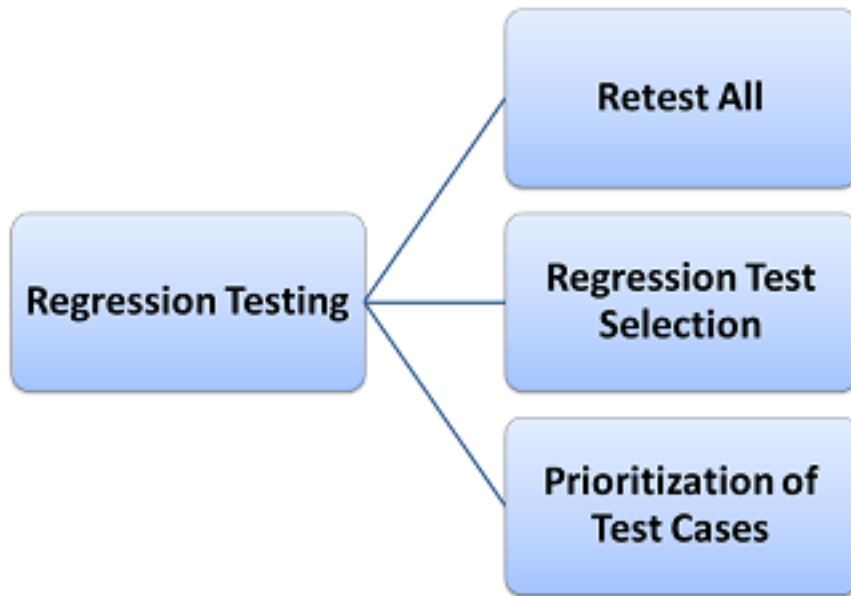 Retest All
Regression Testing
Regression Test
Selection
Prioritization of
Test Cases